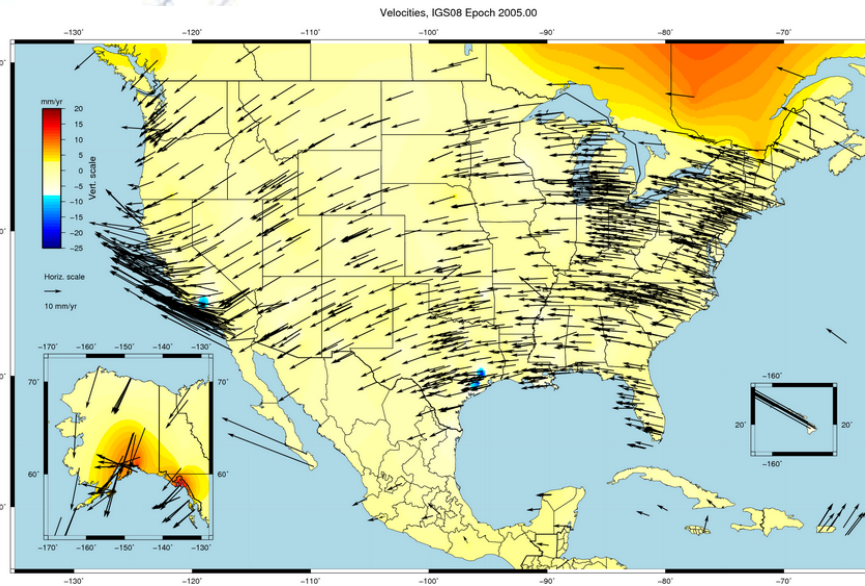 Velocities, IGS08 Epoch 2005.00
−130˚ −120˚ −110˚ −100˚ −90˚ −80˚ −70˚
mm/yr
20
15
10
5
0
−5
−10
−15
−20
−25
Vert. scale
Horiz. scale
10 mm/yr
−170˚ −160˚ −150˚ −140˚ −130˚
70˚ 70˚
60˚ 60˚
−170˚ −160˚ −150˚ −140˚ −130˚
−160˚
20˚ 20˚
−160˚
−130˚ −120˚ −110˚ −100˚ −90˚ −80˚ −70˚